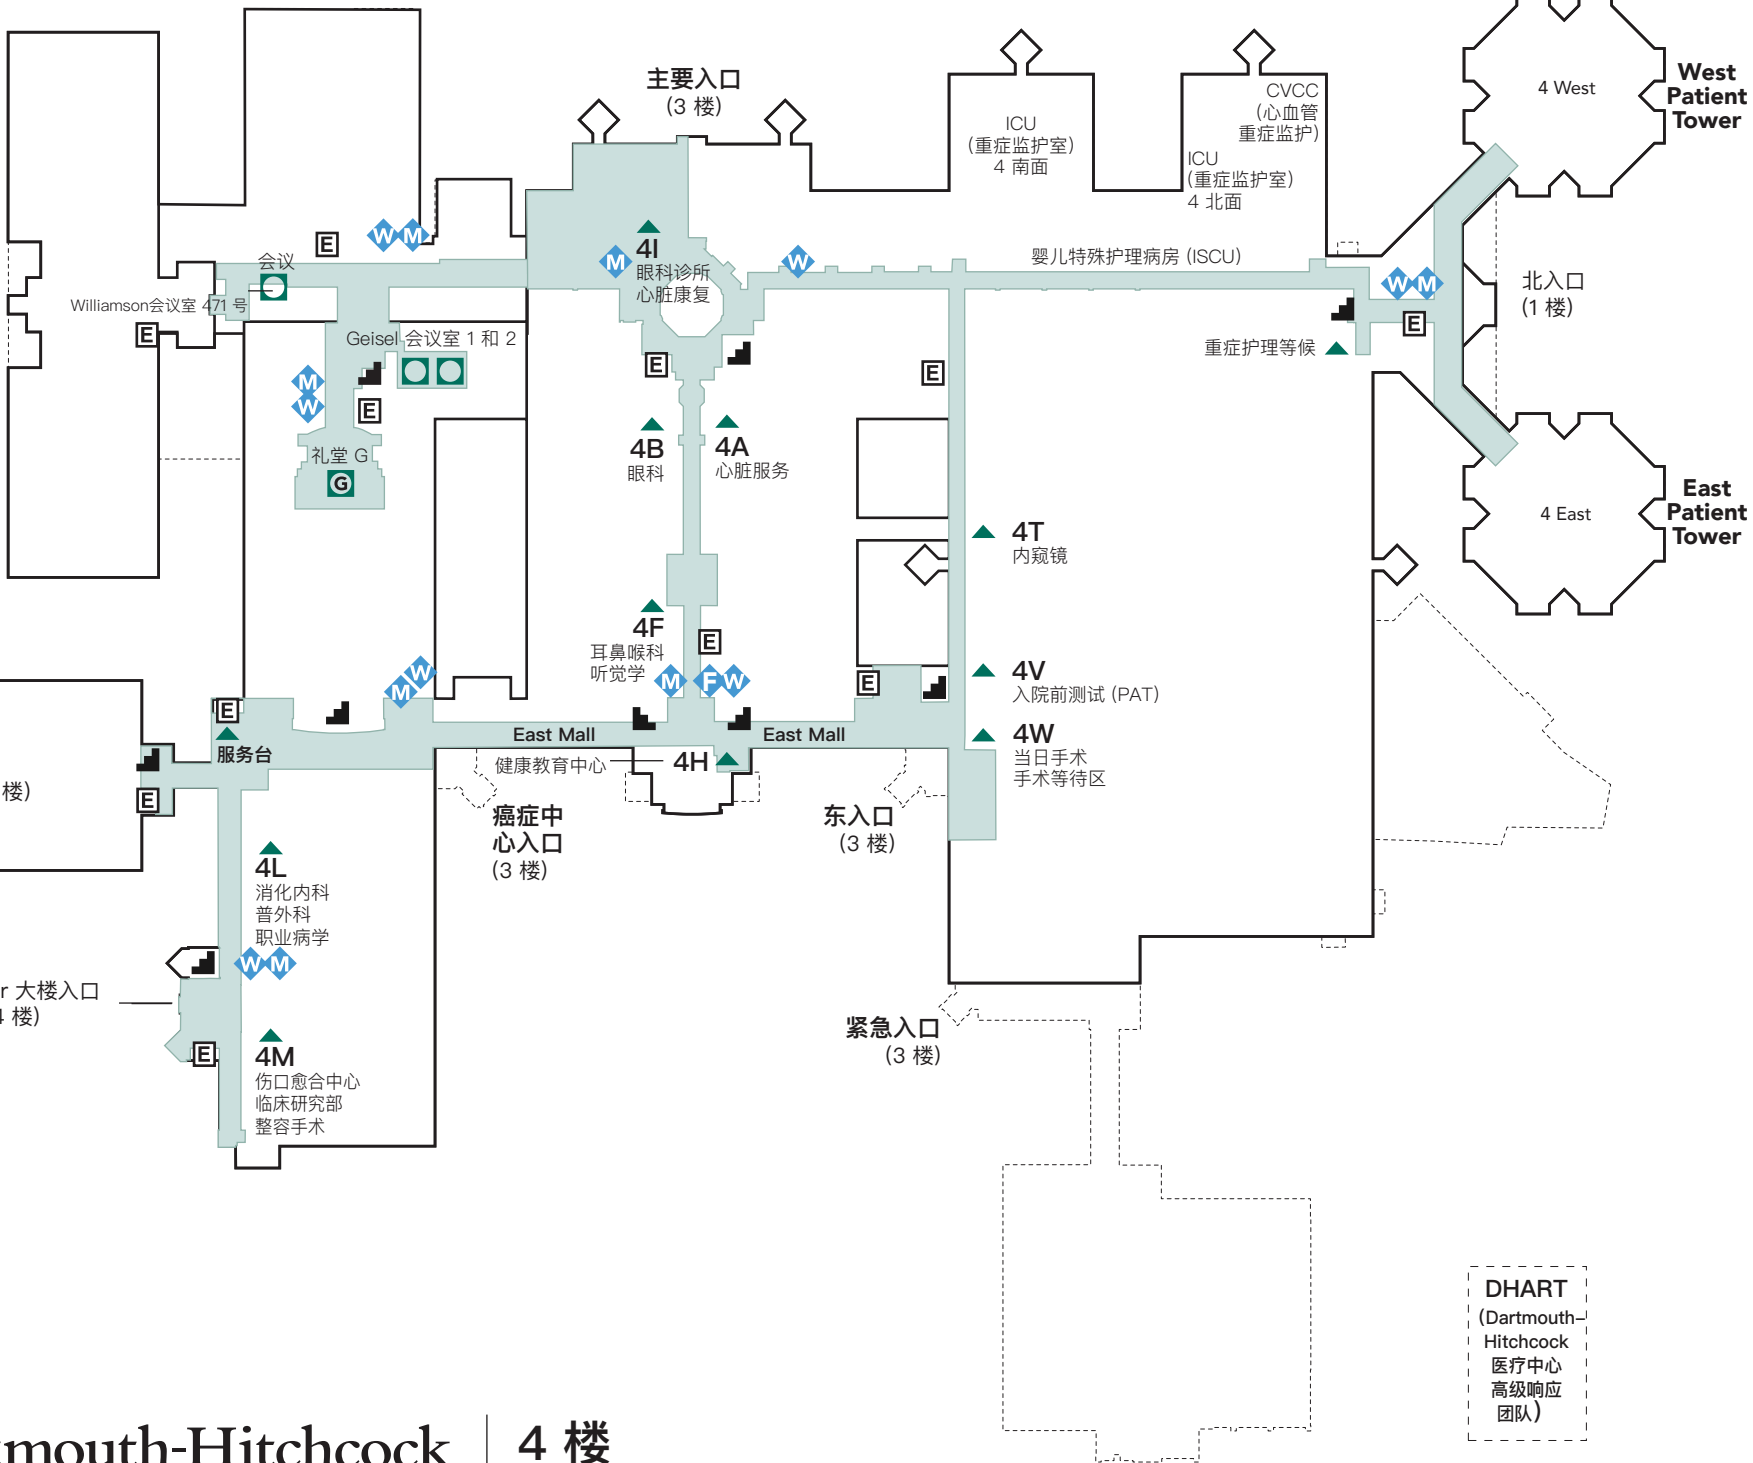 主要入口
(3 楼)
ICU
(重症监护室)
4 南面
CVCC
(心血管
重症监护)
ICU
(重症监护室)
4 北面
4 West
West
Patient
Tower
E
W M
会议
Williamson会议室 471 号
E
M
4I
眼科诊所
心脏康复
W
婴儿特殊护理病房 (ISCU)
W M
E
北入口
(1 楼)
Geisel 会议室 1 和 2
M
W
E
E
E
重症护理等候
礼堂 G
G
4B
眼科
4A
心脏服务
4T
内窥镜
4 East
East
Patient
Tower
4F
耳鼻喉科
听觉学
E
M
F W
W
M
E
4V
入院前测试 (PAT)
E
服务台
East Mall
East Mall
4W
当日手术
手术等待区
健康教育中心
4H
楼)
E
癌症中
心入口
(3 楼)
东入口
(3 楼)
4L
消化内科
普外科
职业病学
W M
r 大楼入口
4 楼)
E
4M
伤口愈合中心
临床研究部
整容手术
紧急入口
(3 楼)
DHART
(Dartmouth-
Hitchcock
医疗中心
高级响应
团队)
mouth-Hitchcock
4 楼